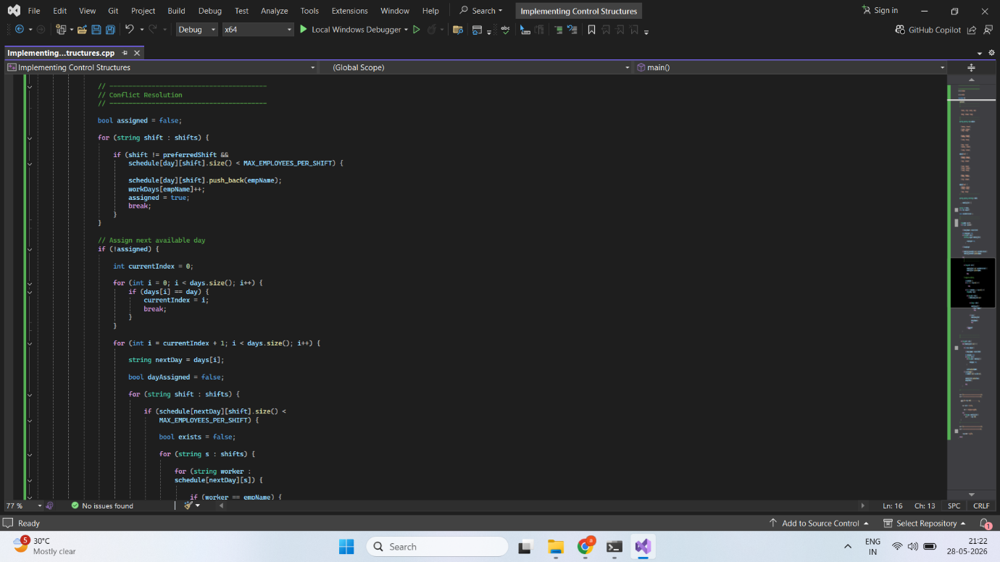 File Edit View Git Project Build Debug Test Analyze Tools Extensions Window Help Search Implementing Control Structures Sign in
Debug x64 Local Windows Debugger GitHub Copilot
Implementing...tructures.cpp
Implementing Control Structures (Global Scope) main()
// -----------------------------------------
// Conflict Resolution
// -----------------------------------------
bool assigned = false;
for (string shift : shifts) {
if (shift != preferredShift &&
schedule[day][shift].size() < MAX_EMPLOYEES_PER_SHIFT) {
schedule[day][shift].push_back(empName);
workDays[empName]++;
assigned = true;
break;
}
}
// Assign next available day
if (!assigned) {
int currentIndex = 0;
for (int i = 0; i < days.size(); i++) {
if (days[i] == day) {
currentIndex = i;
break;
}
}
for (int i = currentIndex + 1; i < days.size(); i++) {
string nextDay = days[i];
bool dayAssigned = false;
for (string shift : shifts) {
if (schedule[nextDay][shift].size() <
MAX_EMPLOYEES_PER_SHIFT) {
bool exists = false;
for (string s : shifts) {
for (string worker :
schedule[nextDay][s]) {
if (worker == empName) {
77 % No issues found Ln: 16 Ch: 13 SPC CRLF
Ready Add to Source Control Select Repository 1
5 30°C
Mostly clear
Search
a
ENG
IN
21:22
28-05-2026